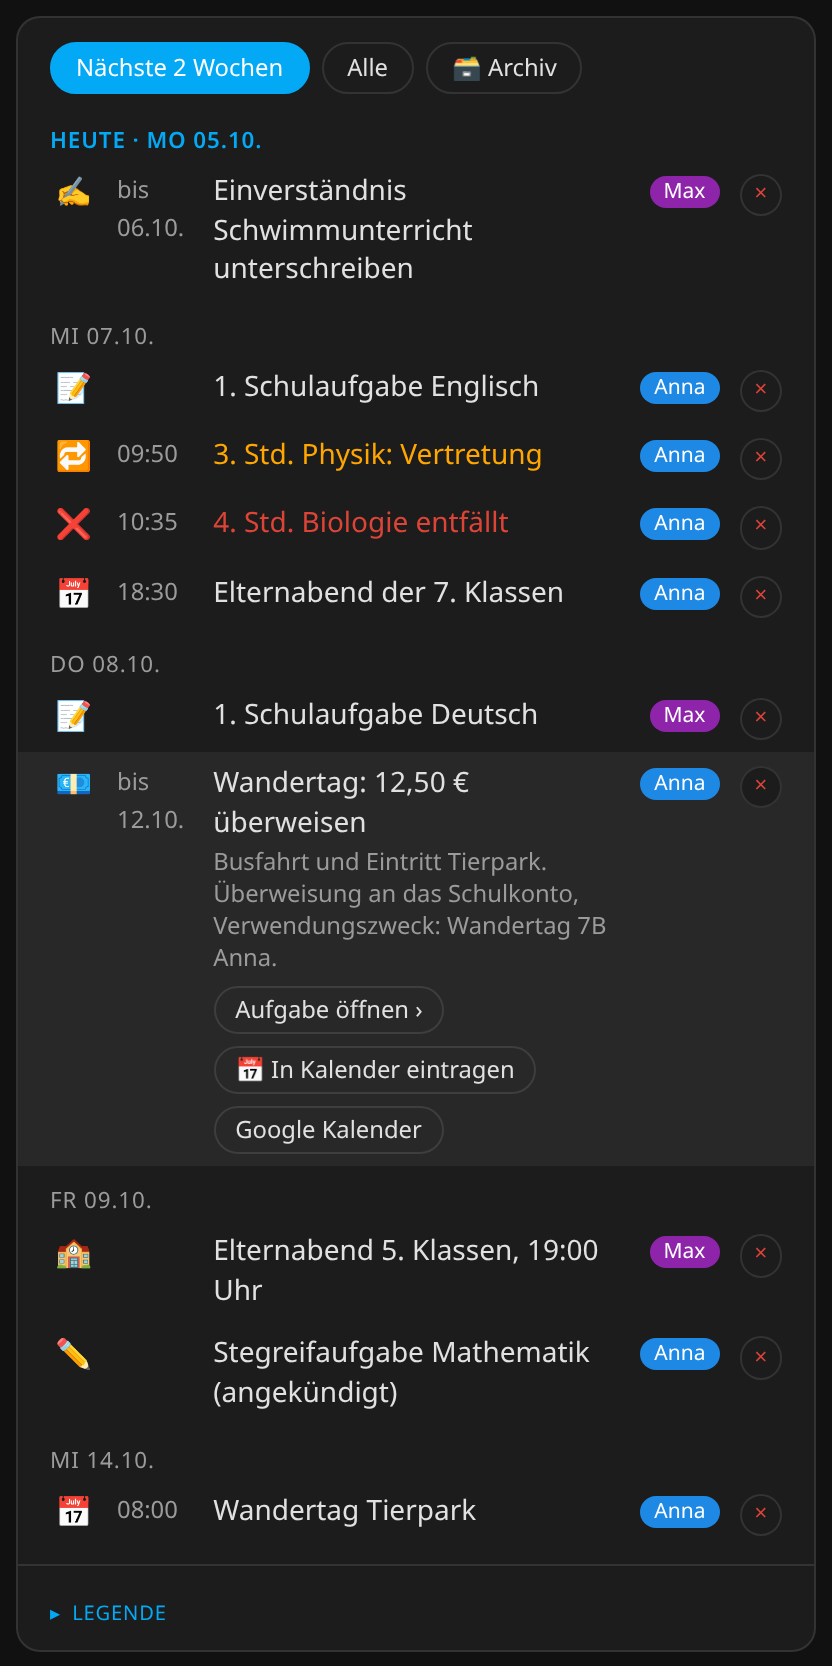 Nächste 2 Wochen Alle 🗃️ Archiv
HEUTE · MO 05.10.
✍️ bis Einverständnis Max ×
06.10. Schwimmunterricht
unterschreiben
MI 07.10.
📝 1. Schulaufgabe Englisch Anna ×
🔁 09:50 3. Std. Physik: Vertretung Anna ×
❌ 10:35 4. Std. Biologie entfällt Anna ×
📅 18:30 Elternabend der 7. Klassen Anna ×
DO 08.10.
📝 1. Schulaufgabe Deutsch Max ×
💶 bis Wandertag: 12,50 € Anna ×
12.10. überweisen
Busfahrt und Eintritt Tierpark.
Überweisung an das Schulkonto,
Verwendungszweck: Wandertag 7B
Anna.
Aufgabe öffnen ›
📅 In Kalender eintragen
Google Kalender
FR 09.10.
🏫 Elternabend 5. Klassen, 19:00 Max ×
Uhr
✏️ Stegreifaufgabe Mathematik Anna ×
(angekündigt)
MI 14.10.
📅 08:00 Wandertag Tierpark Anna ×
▸ LEGENDE